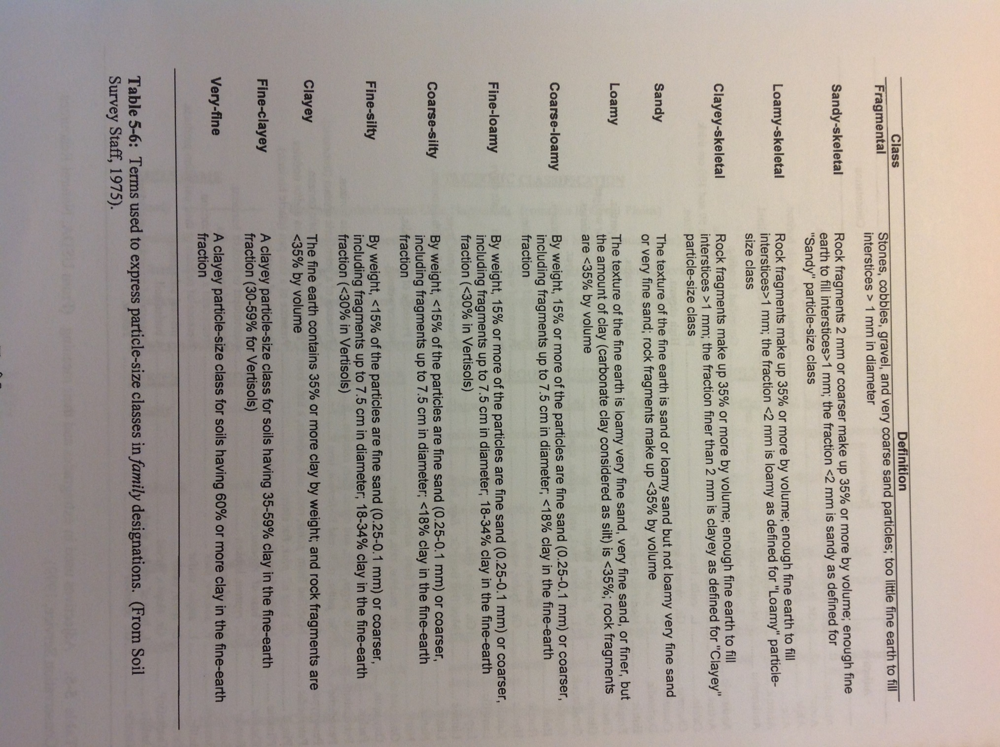 Class Definition
Fragmental Stones, cobbles, gravel, and very coarse sand particles; too little fine earth to fill
interstices > 1 mm in diameter
Sandy-skeletal Rock fragments 2 mm or coarser make up 35% or more by volume; enough fine
earth to fill interstices>1 mm; the fraction <2 mm is sandy as defined for
"Sandy" particle-size class
Loamy-skeletal Rock fragments make up 35% or more by volume; enough fine earth to fill
interstices>1 mm; the fraction <2 mm is loamy as defined for "Loamy" particle-
size class
Clayey-skeletal Rock fragments make up 35% or more by volume; enough fine earth to fill
interstices >1 mm; the fraction finer than 2 mm is clayey as defined for "Clayey"
particle-size class
Sandy The texture of the fine earth is sand or loamy sand but not loamy very fine sand
or very fine sand; rock fragments make up <35% by volume
Loamy The texture of the fine earth is loamy very fine sand, very fine sand, or finer, but
the amount of clay (carbonate clay considered as silt) is <35%; rock fragments
are <35% by volume
Coarse-loamy By weight, 15% or more of the particles are fine sand (0.25-0.1 mm) or coarser,
including fragments up to 7.5 cm in diameter; <18% clay in the fine-earth
fraction
Fine-loamy By weight, 15% or more of the particles are fine sand (0.25-0.1 mm) or coarser,
including fragments up to 7.5 cm in diameter; 18-34% clay in the fine-earth
fraction (<30% in Vertisols)
Coarse-silty By weight, <15% of the particles are fine sand (0.25-0.1 mm) or coarser,
including fragments up to 7.5 cm in diameter; <18% clay in the fine-earth
fraction
Fine-silty By weight, <15% of the particles are fine sand (0.25-0.1 mm) or coarser,
including fragments up to 7.5 cm in diameter; 18-34% clay in the fine-earth
fraction (<30% in Vertisols)
Clayey The fine earth contains 35% or more clay by weight; and rock fragments are
<35% by volume
Fine-clayey A clayey particle-size class for soils having 35-59% clay in the fine-earth
fraction (30-59% for Vertisols)
Very-fine A clayey particle-size class for soils having 60% or more clay in the fine-earth
fraction
Table 5-6: Terms used to express particle-size classes in family designations. (From Soil
Survey Staff, 1975).